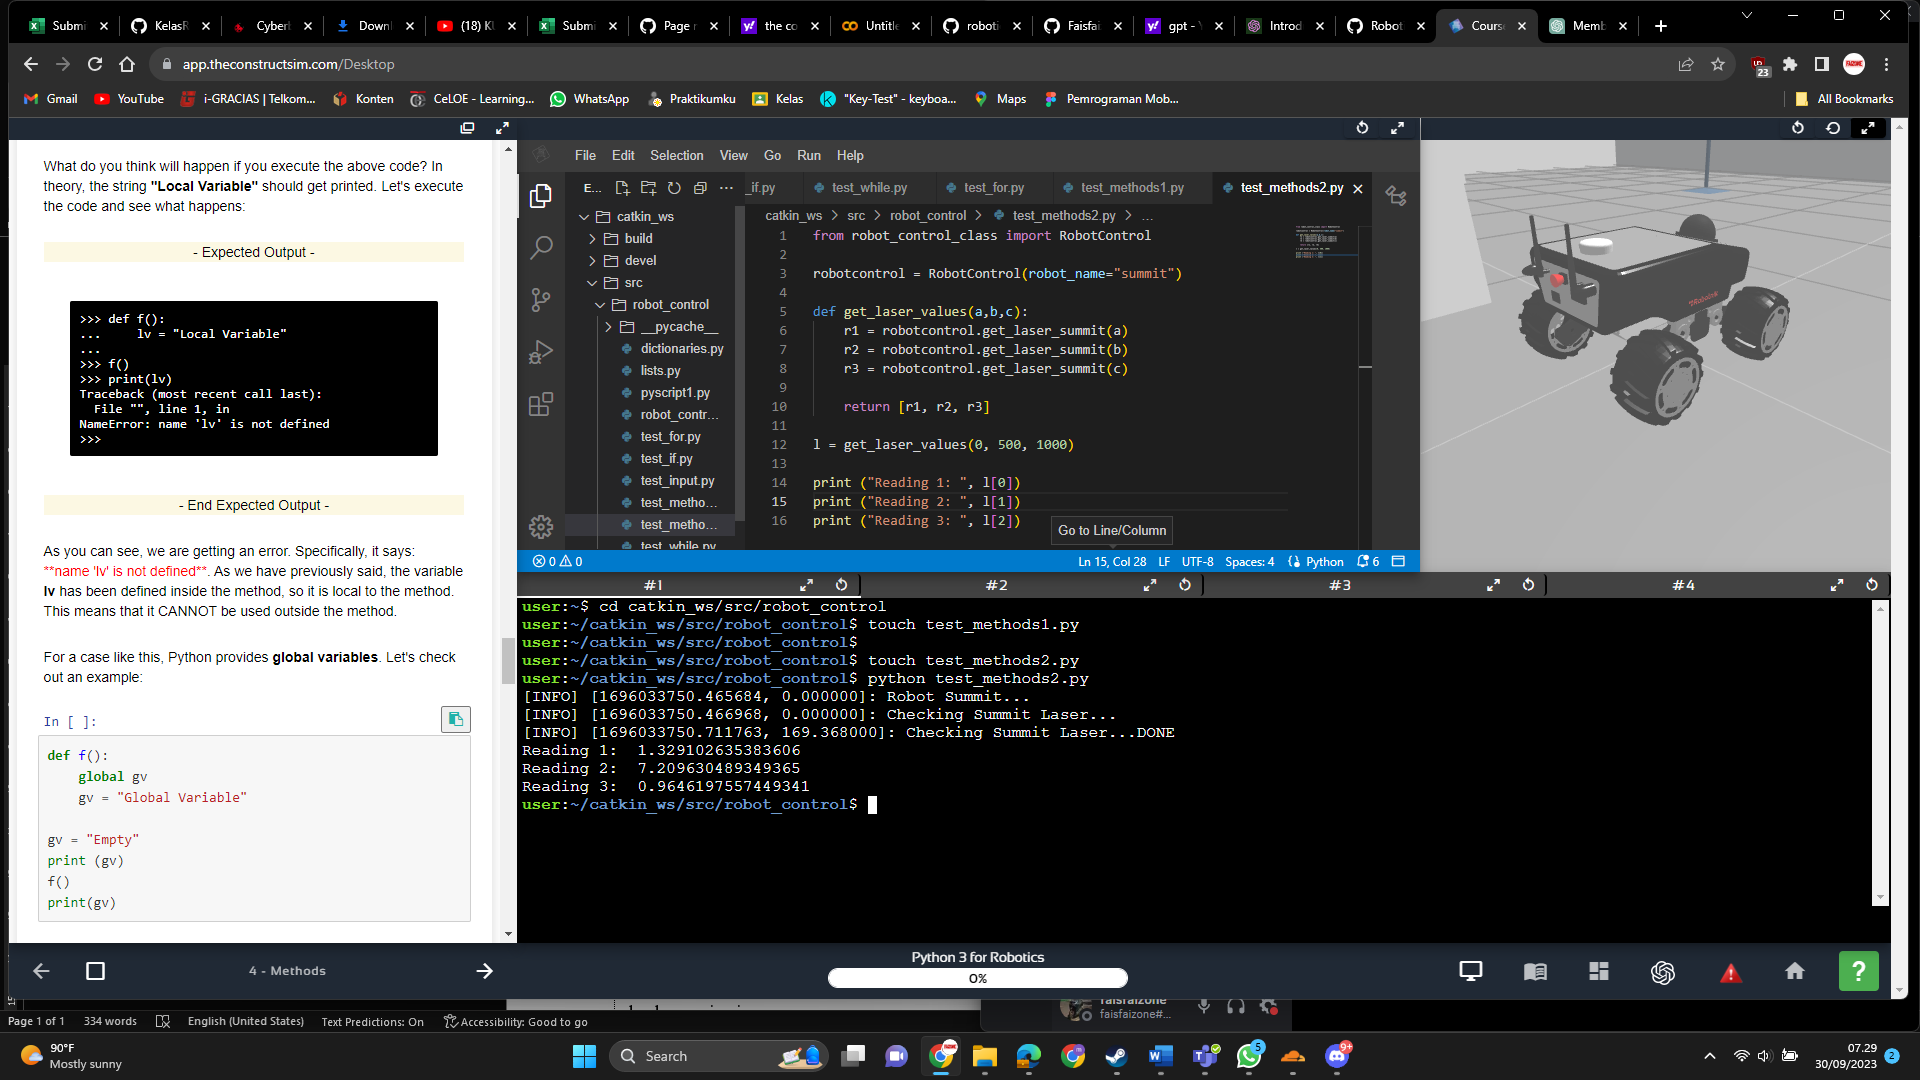 Submi
KelasR
Cyberl
Downl
(18) Kl
Submi
Page r
the co
Untitle
roboti
Faisfai
gpt - Y
Introd
Robot
Cours
Memb
app.theconstructsim.com/Desktop
23
Gmail
YouTube
i-GRACIAS | Telkom...
Konten
CeLOE - Learning...
WhatsApp
Praktikumku
Kelas
"Key-Test" - keyboa...
Maps
Pemrograman Mob...
All Bookmarks
What do you think will happen if you execute the above code? In
theory, the string "Local Variable" should get printed. Let's execute
the code and see what happens:
- Expected Output -
>>> def f():
...     lv = "Local Variable"
...
>>> f()
>>> print(lv)
Traceback (most recent call last):
  File "", line 1, in
NameError: name 'lv' is not defined
>>>
- End Expected Output -
As you can see, we are getting an error. Specifically, it says:
**name 'lv' is not defined**. As we have previously said, the variable
lv has been defined inside the method, so it is local to the method.
This means that it CANNOT be used outside the method.
For a case like this, Python provides global variables. Let's check
out an example:
In [ ]:
def f():
    global gv
    gv = "Global Variable"
gv = "Empty"
print (gv)
f()
print(gv)
File Edit Selection View Go Run Help
E...
_if.py
test_while.py
test_for.py
test_methods1.py
test_methods2.py
catkin_ws
build
devel
src
robot_control
__pycache__
dictionaries.py
lists.py
pyscript1.py
robot_contr...
test_for.py
test_if.py
test_input.py
test_metho...
test_metho...
test_while.py
catkin_ws > src > robot_control > test_methods2.py > ...
1 from robot_control_class import RobotControl
2
3 robotcontrol = RobotControl(robot_name="summit")
4
5 def get_laser_values(a,b,c):
6     r1 = robotcontrol.get_laser_summit(a)
7     r2 = robotcontrol.get_laser_summit(b)
8     r3 = robotcontrol.get_laser_summit(c)
9
10     return [r1, r2, r3]
11
12 l = get_laser_values(0, 500, 1000)
13
14 print ("Reading 1: ", l[0])
15 print ("Reading 2: ", l[1])
16 print ("Reading 3: ", l[2])
Go to Line/Column
0 0
Ln 15, Col 28 LF UTF-8 Spaces: 4 Python 6
#1
#2
#3
#4
user:~$ cd catkin_ws/src/robot_control
user:~/catkin_ws/src/robot_control$ touch test_methods1.py
user:~/catkin_ws/src/robot_control$
user:~/catkin_ws/src/robot_control$ touch test_methods2.py
user:~/catkin_ws/src/robot_control$ python test_methods2.py
[INFO] [1696033750.465684, 0.000000]: Robot Summit...
[INFO] [1696033750.466968, 0.000000]: Checking Summit Laser...
[INFO] [1696033750.711763, 169.368000]: Checking Summit Laser...DONE
Reading 1:  1.329102635383606
Reading 2:  7.209630489349365
Reading 3:  0.9646197557449341
user:~/catkin_ws/src/robot_control$
4 - Methods
Python 3 for Robotics
0%
?
faisfaizone
faisfaizone#...
Page 1 of 1
334 words
English (United States)
Text Predictions: On
Accessibility: Good to go
90°F
Mostly sunny
Search
5
9+
07.29
30/09/2023
2